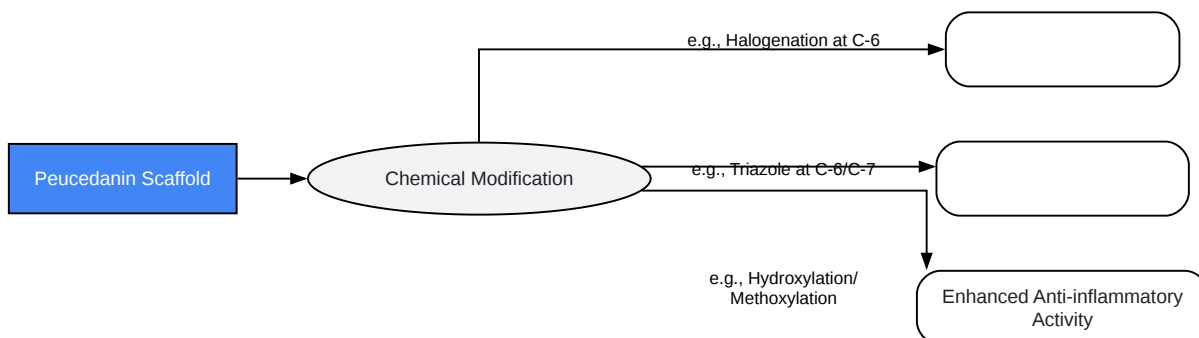 e.g., Halogenation at C-6
Peucedanin Scaffold
Chemical Modification
e.g., Triazole at C-6/C-7
e.g., Hydroxylation/
Methoxylation
Enhanced Anti-inflammatory
Activity